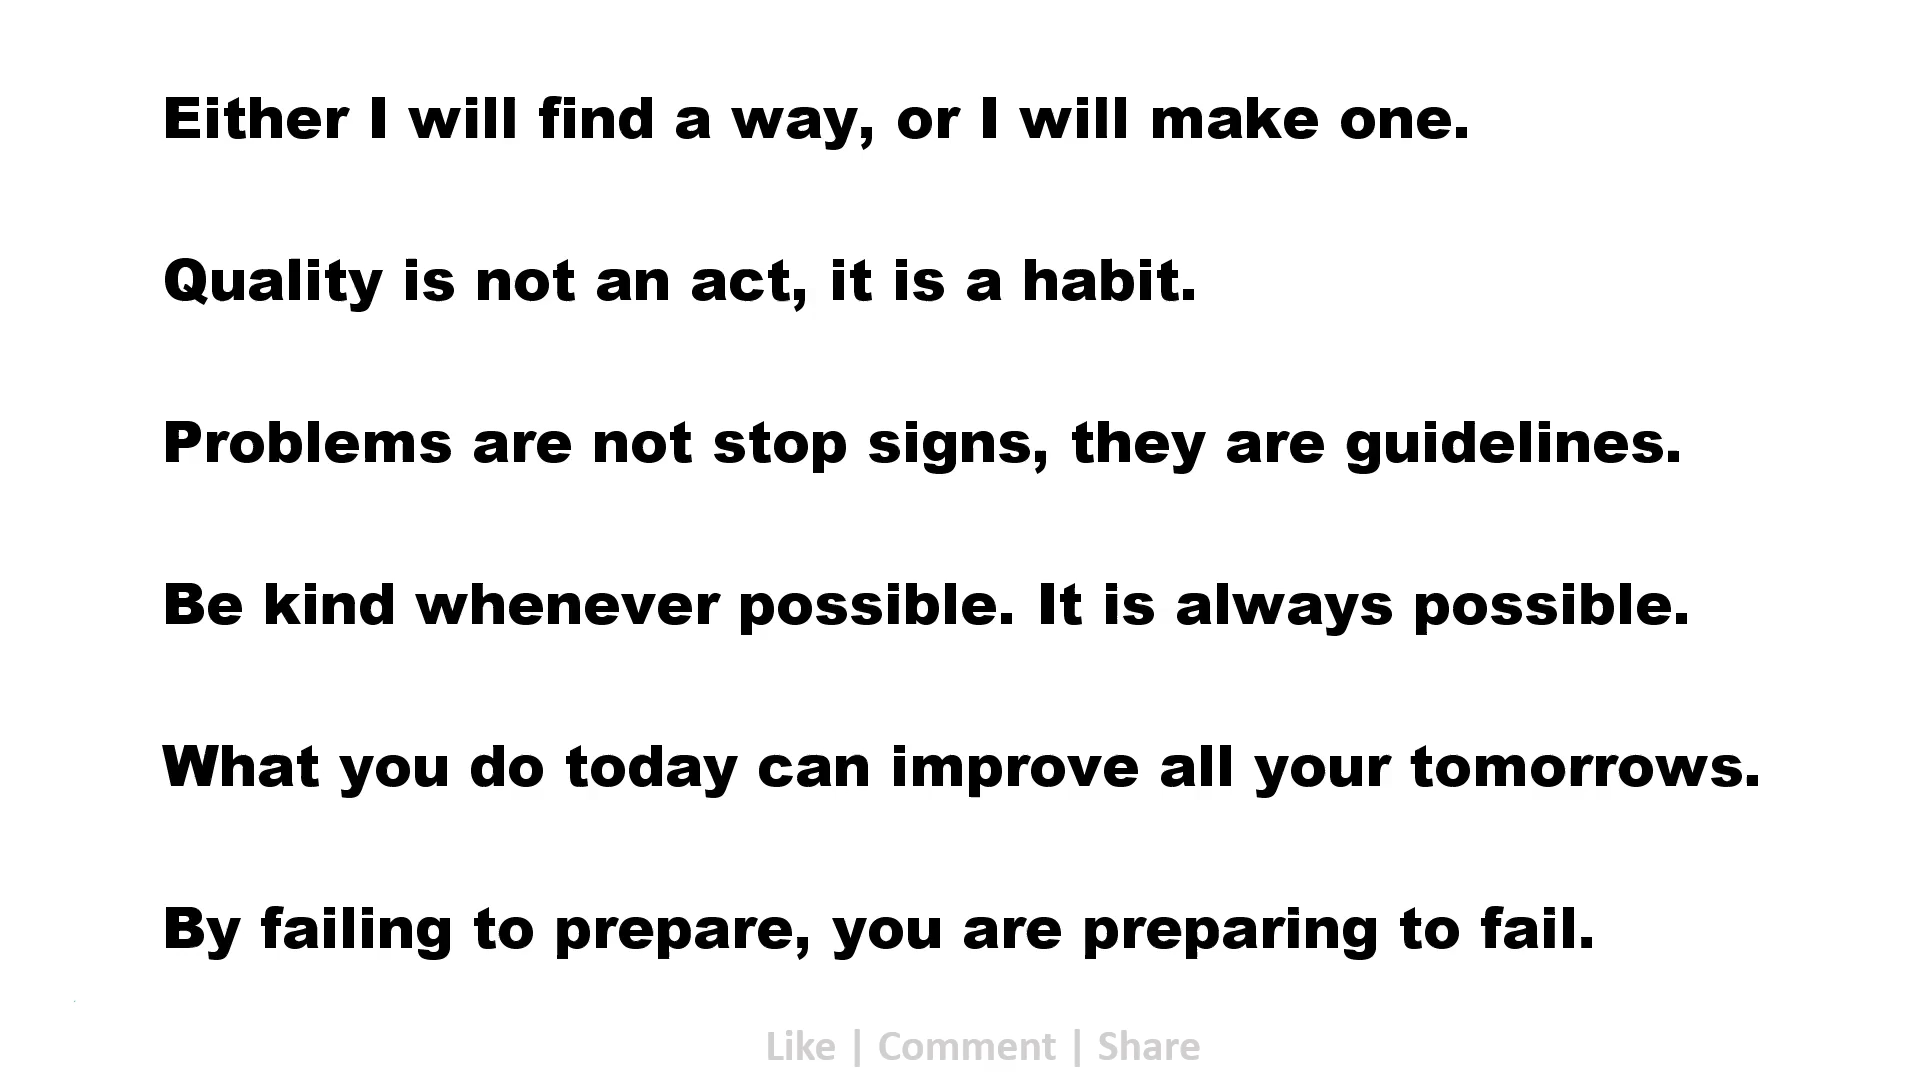 Either I will find a way, or I will make one.
Quality is not an act, it is a habit.
Problems are not stop signs, they are guidelines.
Be kind whenever possible. It is always possible.
What you do today can improve all your tomorrows.
By failing to prepare, you are preparing to fail.
Like | Comment | Share